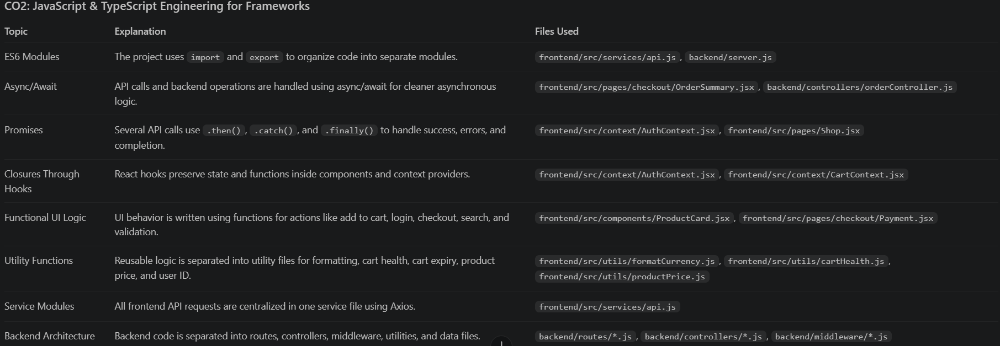 CO2: JavaScript & TypeScript Engineering for Frameworks
Topic Explanation Files Used
ES6 Modules The project uses import and export to organize code into separate modules. frontend/src/services/api.js, backend/server.js
Async/Await API calls and backend operations are handled using async/await for cleaner asynchronous frontend/src/pages/checkout/OrderSummary.jsx, backend/controllers/orderController.js
logic.
Promises Several API calls use .then(), .catch(), and .finally() to handle success, errors, and frontend/src/context/AuthContext.jsx, frontend/src/pages/Shop.jsx
completion.
Closures Through React hooks preserve state and functions inside components and context providers. frontend/src/context/AuthContext.jsx, frontend/src/context/CartContext.jsx
Hooks
Functional UI Logic UI behavior is written using functions for actions like add to cart, login, checkout, search, and frontend/src/components/ProductCard.jsx, frontend/src/pages/checkout/Payment.jsx
validation.
Utility Functions Reusable logic is separated into utility files for formatting, cart health, cart expiry, product frontend/src/utils/formatCurrency.js, frontend/src/utils/cartHealth.js,
price, and user ID. frontend/src/utils/productPrice.js
Service Modules All frontend API requests are centralized in one service file using Axios. frontend/src/services/api.js
Backend Architecture Backend code is separated into routes, controllers, middleware, utilities, and data files. backend/routes/*.js, backend/controllers/*.js, backend/middleware/*.js